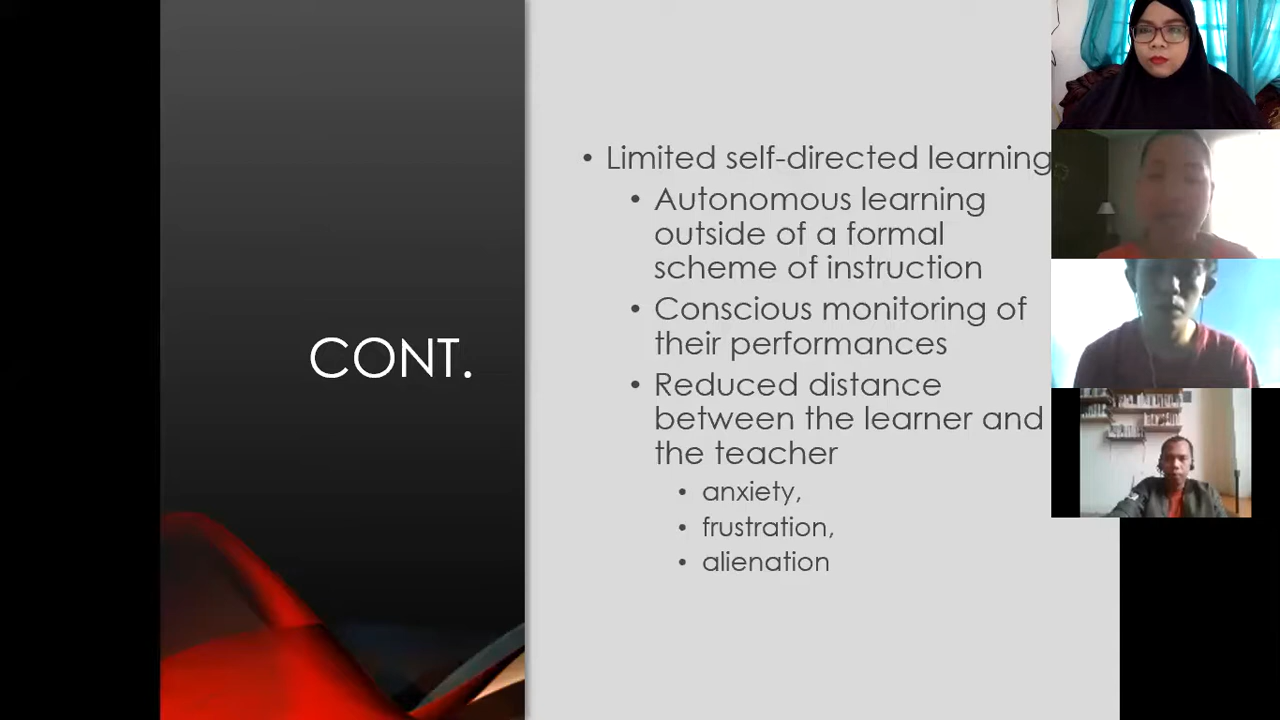 CONT.
• Limited self-directed learning
• Autonomous learning
outside of a formal
scheme of instruction
• Conscious monitoring of
their performances
• Reduced distance
between the learner and
the teacher
• anxiety,
• frustration,
• alienation